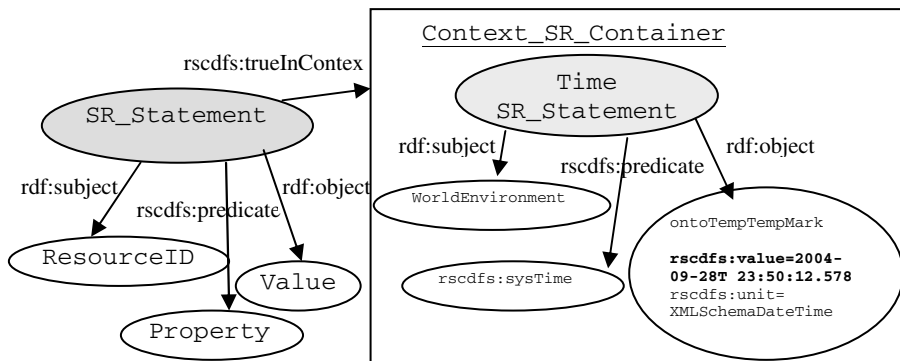 Context_SR_Container
rscdfs:trueInContex
SR_Statement
rdf:subject
rscdfs:predicate
rdf:object
ResourceID
Value
Property
Time
SR_Statement
rdf:subject
rscdfs:predicate
rdf:object
WorldEnvironment
rscdfs:sysTime
ontoTempTempMark
rscdfs:value=2004-
09-28T 23:50:12.578
rscdfs:unit=
XMLSchemaDateTime